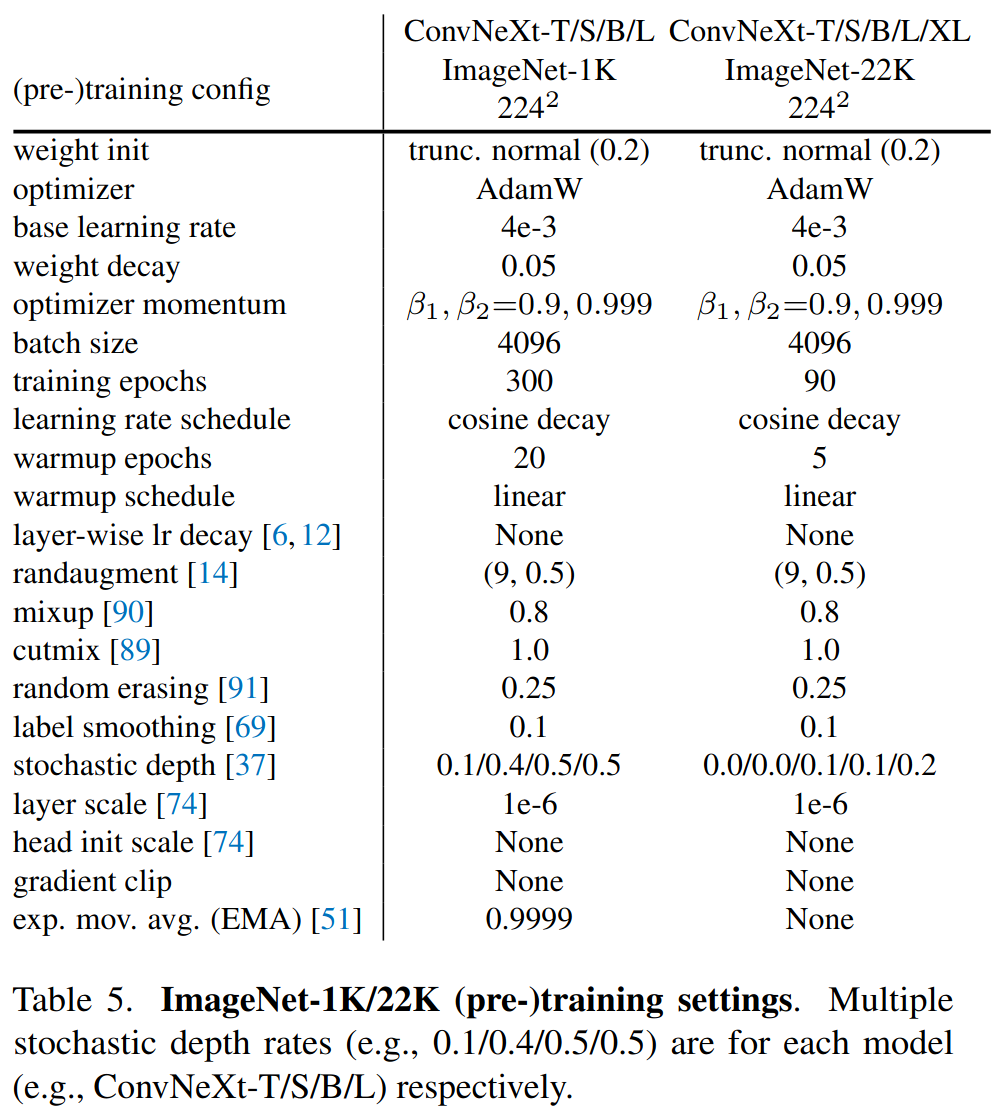 ConvNeXt-T/S/B/L ConvNeXt-T/S/B/L/XL
(pre-)training config ImageNet-1K ImageNet-22K
224² 224²
weight init trunc. normal (0.2) trunc. normal (0.2)
optimizer AdamW AdamW
base learning rate 4e-3 4e-3
weight decay 0.05 0.05
optimizer momentum β₁, β₂=0.9, 0.999 β₁, β₂=0.9, 0.999
batch size 4096 4096
training epochs 300 90
learning rate schedule cosine decay cosine decay
warmup epochs 20 5
warmup schedule linear linear
layer-wise lr decay [6, 12] None None
randaugment [14] (9, 0.5) (9, 0.5)
mixup [90] 0.8 0.8
cutmix [89] 1.0 1.0
random erasing [91] 0.25 0.25
label smoothing [69] 0.1 0.1
stochastic depth [37] 0.1/0.4/0.5/0.5 0.0/0.0/0.1/0.1/0.2
layer scale [74] 1e-6 1e-6
head init scale [74] None None
gradient clip None None
exp. mov. avg. (EMA) [51] 0.9999 None
Table 5. ImageNet-1K/22K (pre-)training settings. Multiple
stochastic depth rates (e.g., 0.1/0.4/0.5/0.5) are for each model
(e.g., ConvNeXt-T/S/B/L) respectively.